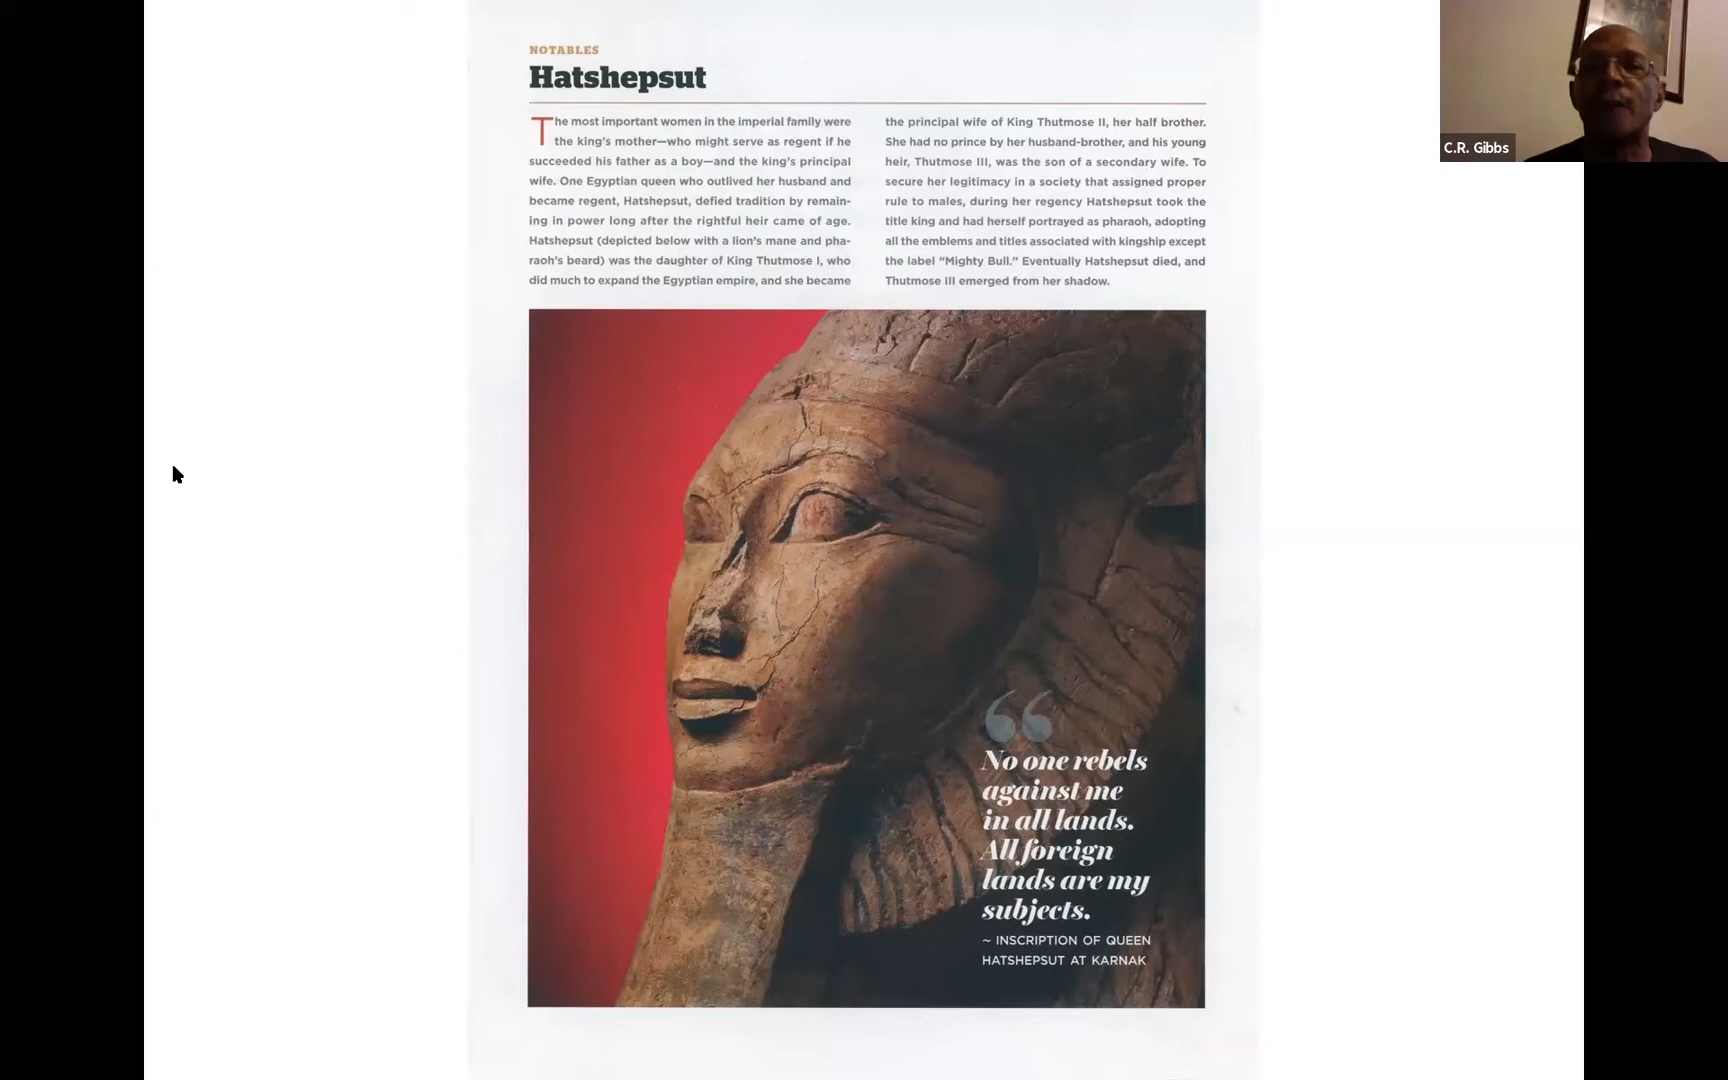 NOTABLES
Hatshepsut
The most important women in the imperial family were
the king's mother—who might serve as regent if he
succeeded his father as a boy—and the king's principal
wife. One Egyptian queen who outlived her husband and
became regent, Hatshepsut, defied tradition by remain-
ing in power long after the rightful heir came of age.
Hatshepsut (depicted below with a lion's mane and pha-
raoh's beard) was the daughter of King Thutmose I, who
did much to expand the Egyptian empire, and she became
the principal wife of King Thutmose II, her half brother.
She had no prince by her husband-brother, and his young
heir, Thutmose III, was the son of a secondary wife. To
secure her legitimacy in a society that assigned proper
rule to males, during her regency Hatshepsut took the
title king and had herself portrayed as pharaoh, adopting
all the emblems and titles associated with kingship except
the label “Mighty Bull.” Eventually Hatshepsut died, and
Thutmose III emerged from her shadow.
“
No one rebels
against me
in all lands.
All foreign
lands are my
subjects.
~ INSCRIPTION OF QUEEN
HATSHEPSUT AT KARNAK
C.R. Gibbs